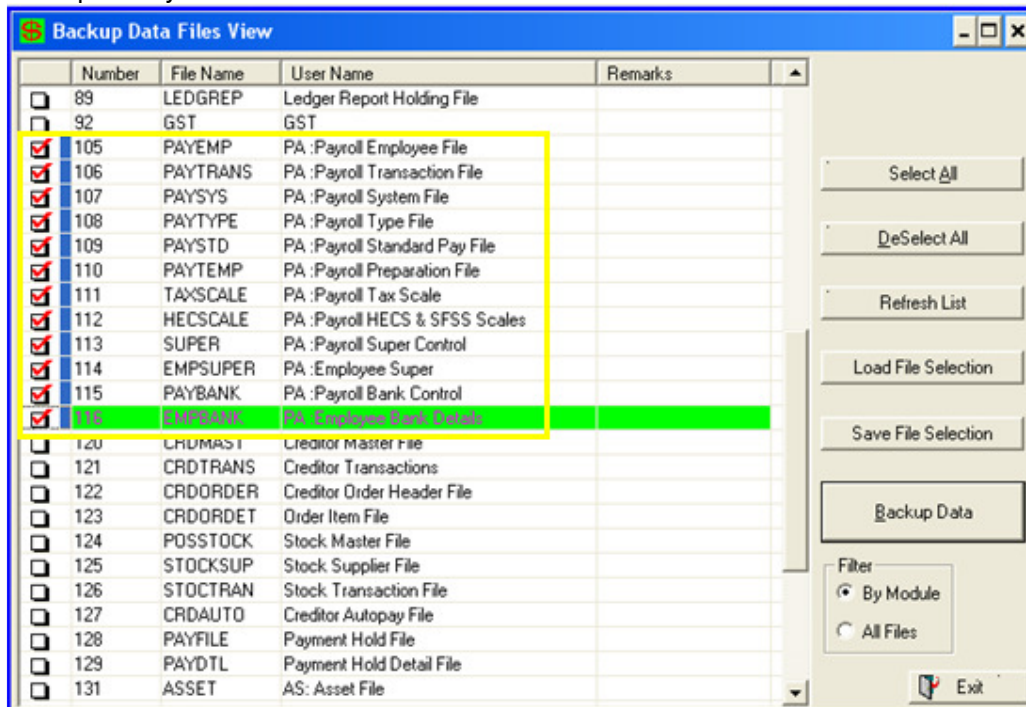 Backup Data Files View
Number File Name User Name Remarks
89 LEDGREP Ledger Report Holding File
92 GST GST
105 PAYEMP PA :Payroll Employee File
106 PAYTRANS PA :Payroll Transaction File
107 PAYSYS PA :Payroll System File
108 PAYTYPE PA :Payroll Type File
109 PAYSTD PA :Payroll Standard Pay File
110 PAYTEMP PA :Payroll Preparation File
111 TAXSCALE PA :Payroll Tax Scale
112 HECSCALE PA :Payroll HECS & SFSS Scales
113 SUPER PA :Payroll Super Control
114 EMPSUPER PA :Employee Super
115 PAYBANK PA :Payroll Bank Control
116 EMPBANK PA :Employee Bank Details
120 CRDMAST Creditor Master File
121 CRDTRANS Creditor Transactions
122 CRDORDER Creditor Order Header File
123 CRDORDET Order Item File
124 POSSTOCK Stock Master File
125 STOCKSUP Stock Supplier File
126 STOCTRAN Stock Transaction File
127 CRDAUTO Creditor Autopay File
128 PAYFILE Payment Hold File
129 PAYDTL Payment Hold Detail File
131 ASSET AS: Asset File
Select All
DeSelect All
Refresh List
Load File Selection
Save File Selection
Backup Data
Filter
By Module
All Files
Exit